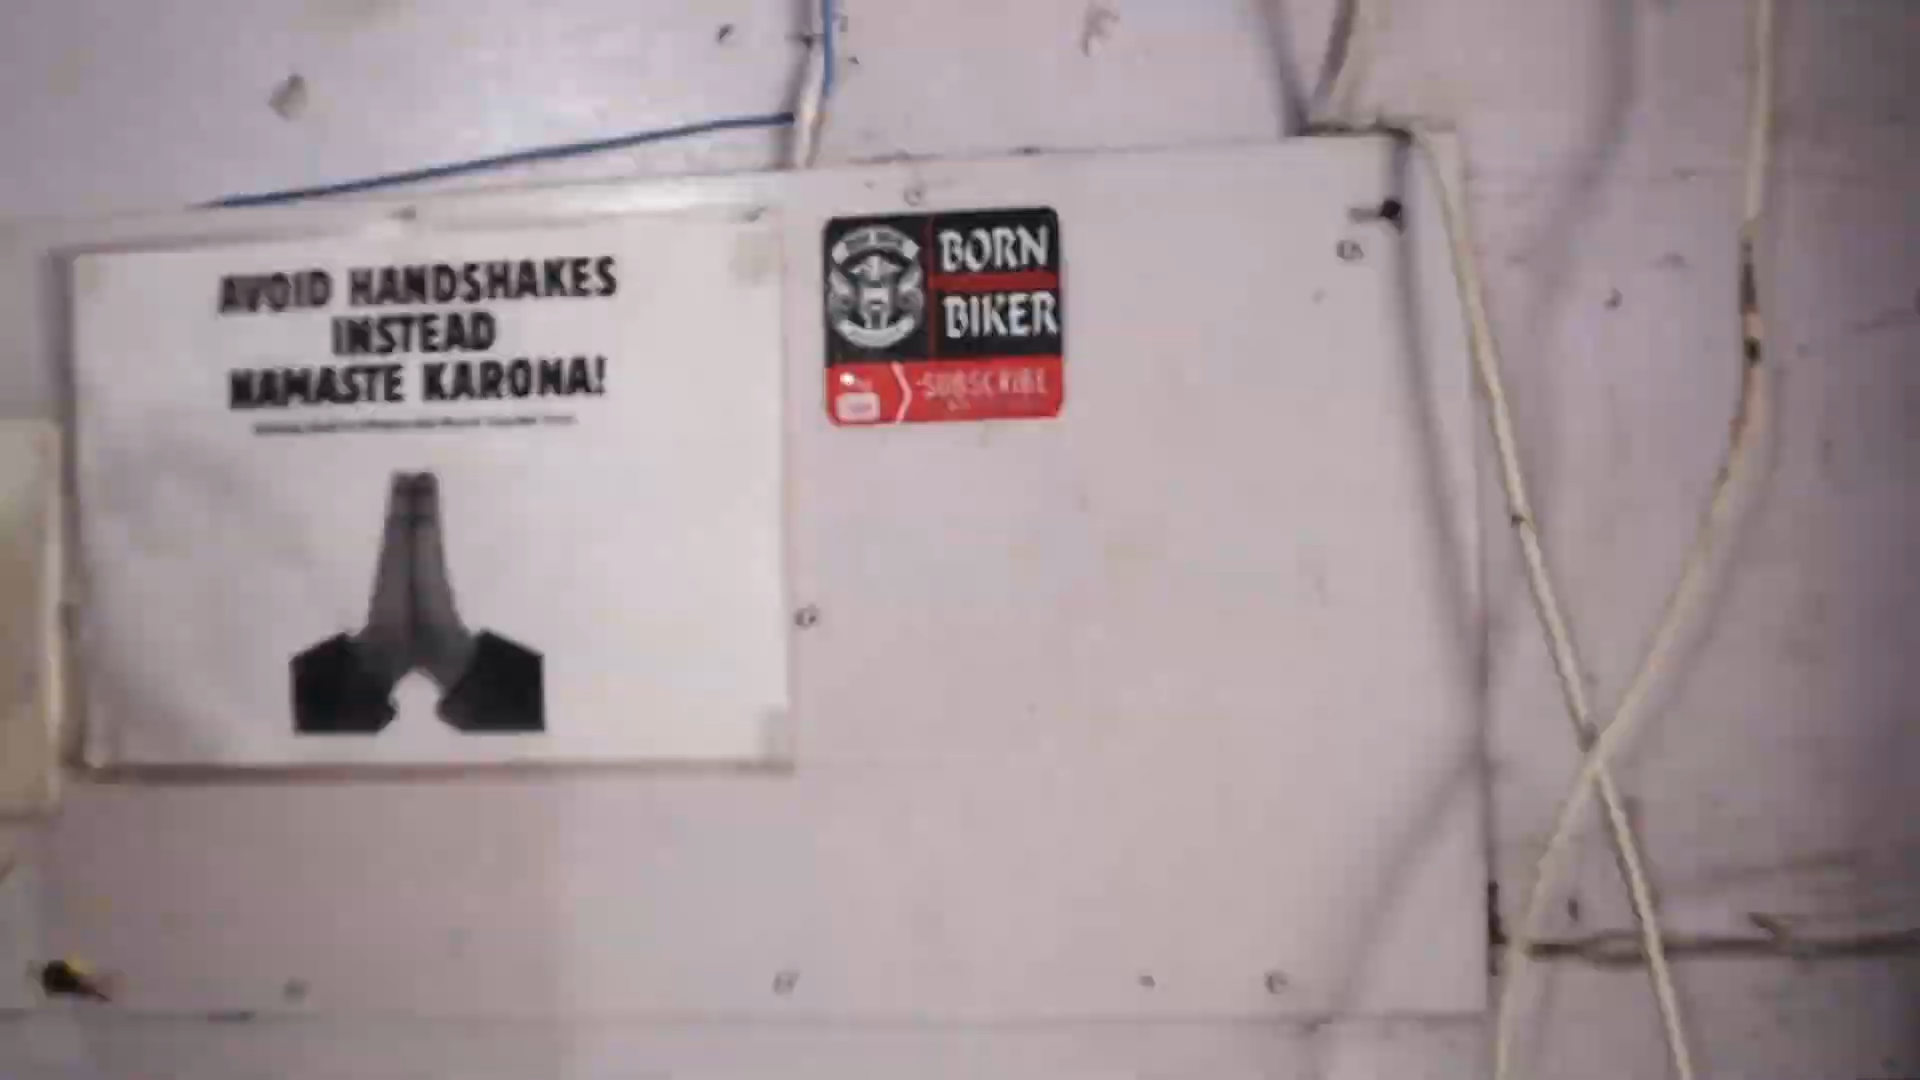 AVOID HANDSHAKES
INSTEAD
NAMASTE KARONA!
BORN
BIKER
SUBSCRIBE